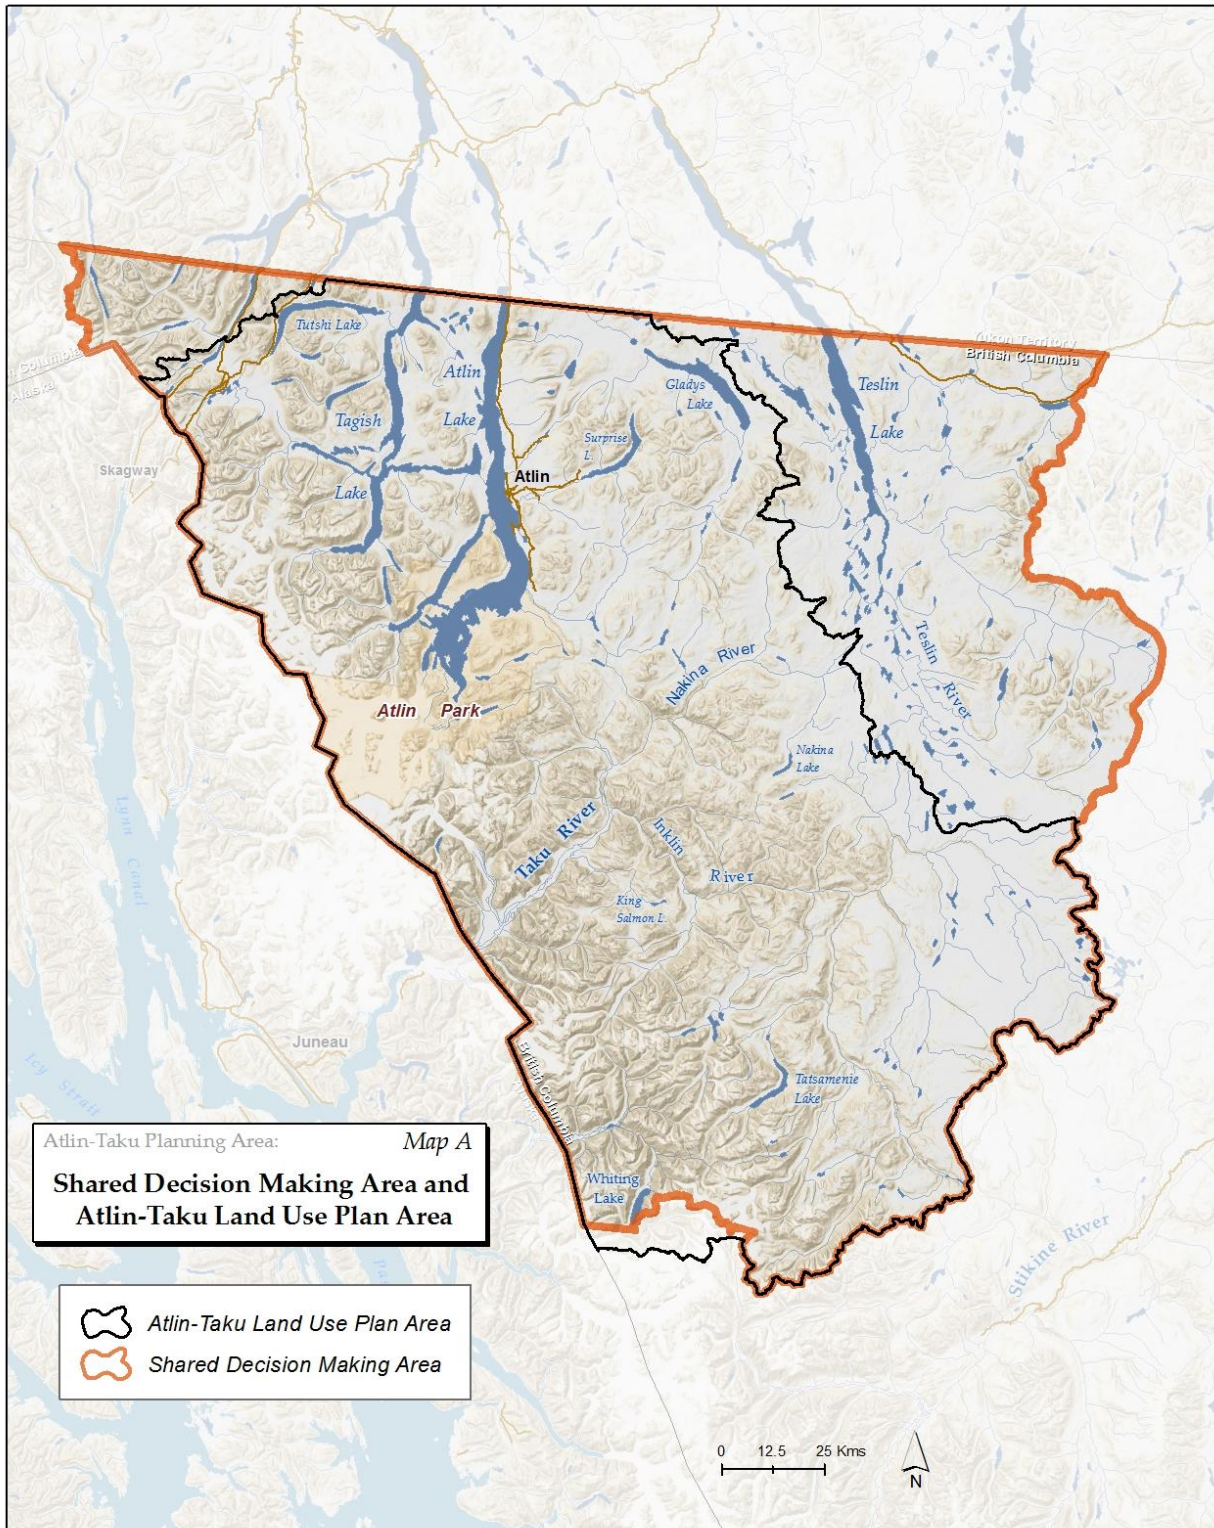 Yukon Territory
British Columbia
Columbia
Alaska
Tutshi Lake
Atlin
Lake
Tagish
Lake
Gladys
Lake
Teslin
Lake
Surprise
L.
Atlin
Skagway
Teslin
River
Nakina River
Atlin Park
Nakina
Lake
Lynn Canal
Taku River
Inklin
River
King
Salmon L.
Juneau
Icy Strait
British Columbia
Tatsamenie
Lake
Whiting
Lake
Stikine River
Atlin-Taku Planning Area: Map A
Shared Decision Making Area and
Atlin-Taku Land Use Plan Area
Atlin-Taku Land Use Plan Area
Shared Decision Making Area
0 12.5 25 Kms
N